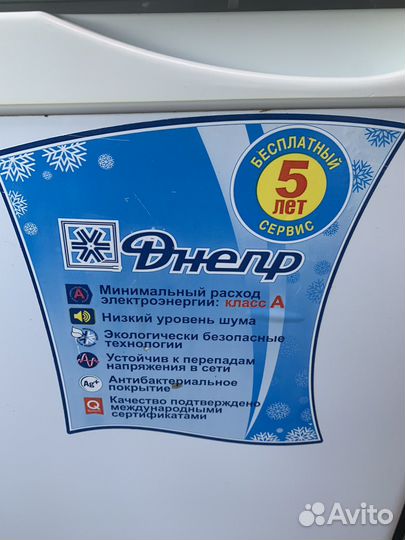 БЕСПЛАТНЫЙ
5
ЛЕТ
СЕРВИС
Днепр
А
Минимальный расход
электроэнергии: класс А
Низкий уровень шума
Экологически безопасные
технологии
Устойчив к перепадам
напряжения в сети
Ag+
Антибактериальное
покрытие
Q
Качество подтверждено
международными
сертификатами
Avito